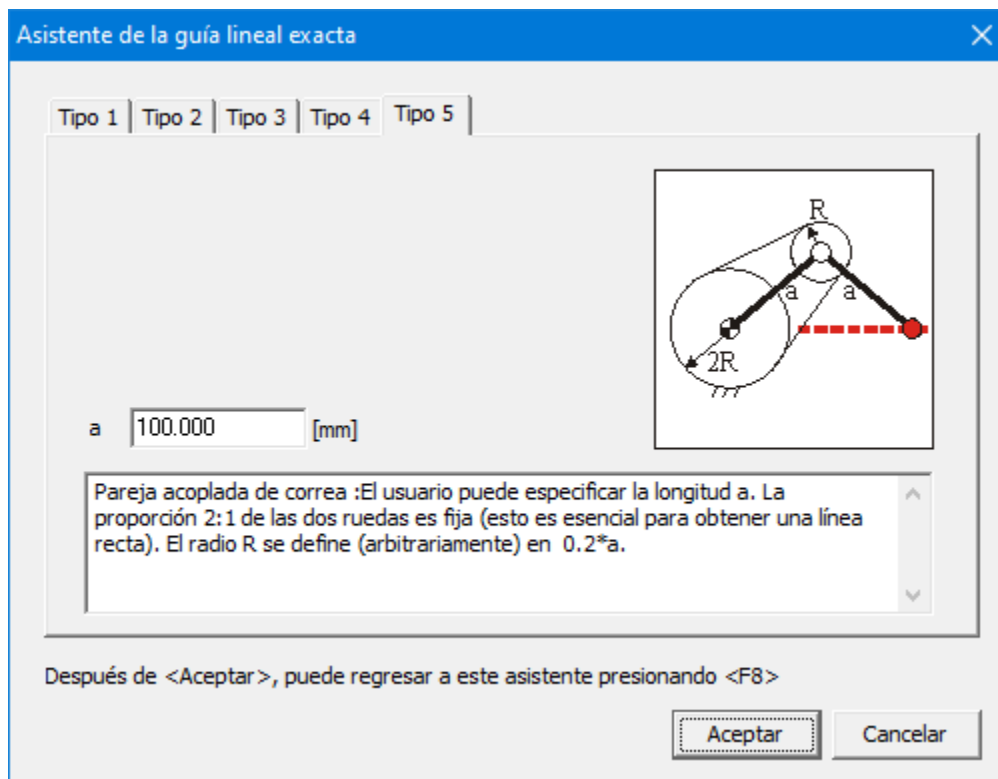 Asistente de la guía lineal exacta
Tipo 1 Tipo 2 Tipo 3 Tipo 4 Tipo 5
R
a a
2R
a 100.000 [mm]
Pareja acoplada de correa :El usuario puede especificar la longitud a. La
proporción 2:1 de las dos ruedas es fija (esto es esencial para obtener una línea
recta). El radio R se define (arbitrariamente) en  0.2*a.
Después de <Aceptar>, puede regresar a este asistente presionando <F8>
Aceptar Cancelar